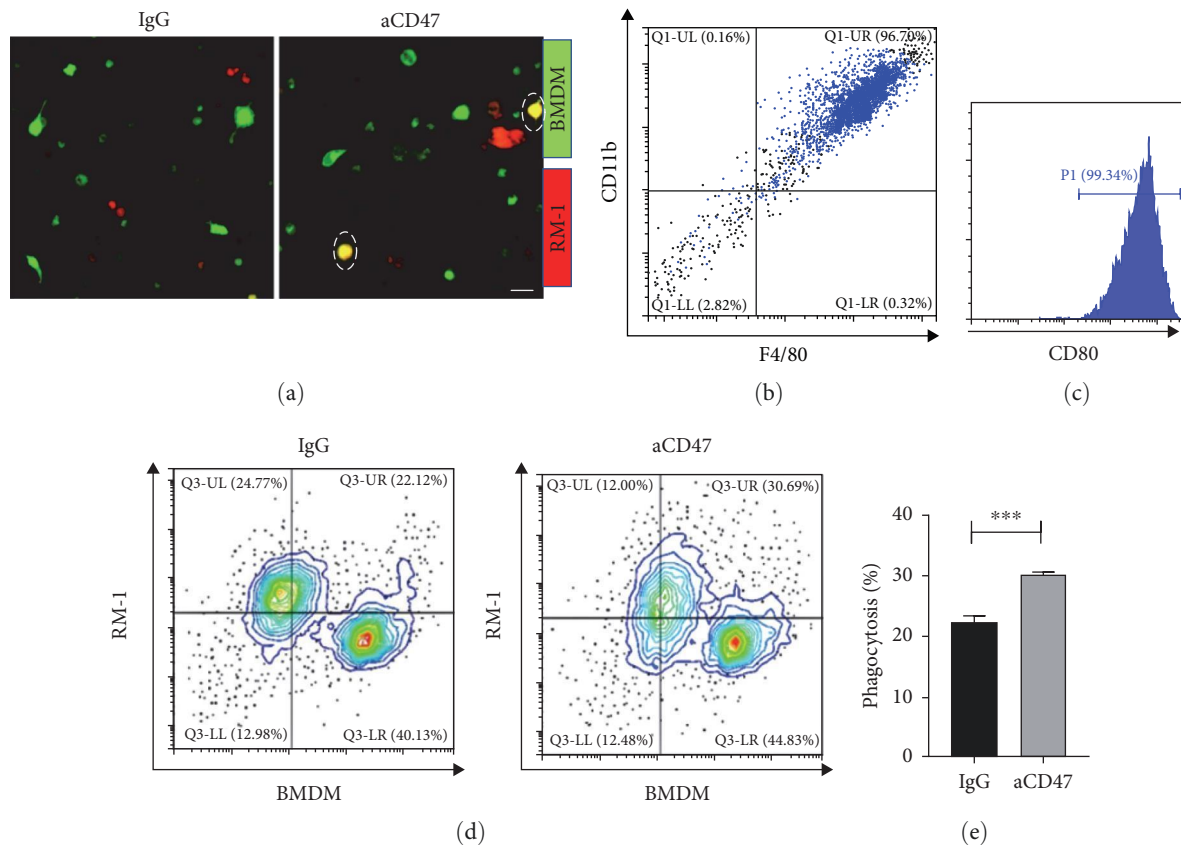 IgG
aCD47
BMDM
RM-1
(a)
Q1-UL (0.16%)
Q1-UR (96.70%)
Q1-LL (2.82%)
Q1-LR (0.32%)
CD11b
F4/80
(b)
P1 (99.34%)
CD80
(c)
IgG
Q3-UL (24.77%)
Q3-UR (22.12%)
Q3-LL (12.98%)
Q3-LR (40.13%)
RM-1
BMDM
aCD47
Q3-UL (12.00%)
Q3-UR (30.69%)
Q3-LL (12.48%)
Q3-LR (44.83%)
RM-1
BMDM
(d)
Phagocytosis (%)
40
30
20
10
0
***
IgG
aCD47
(e)